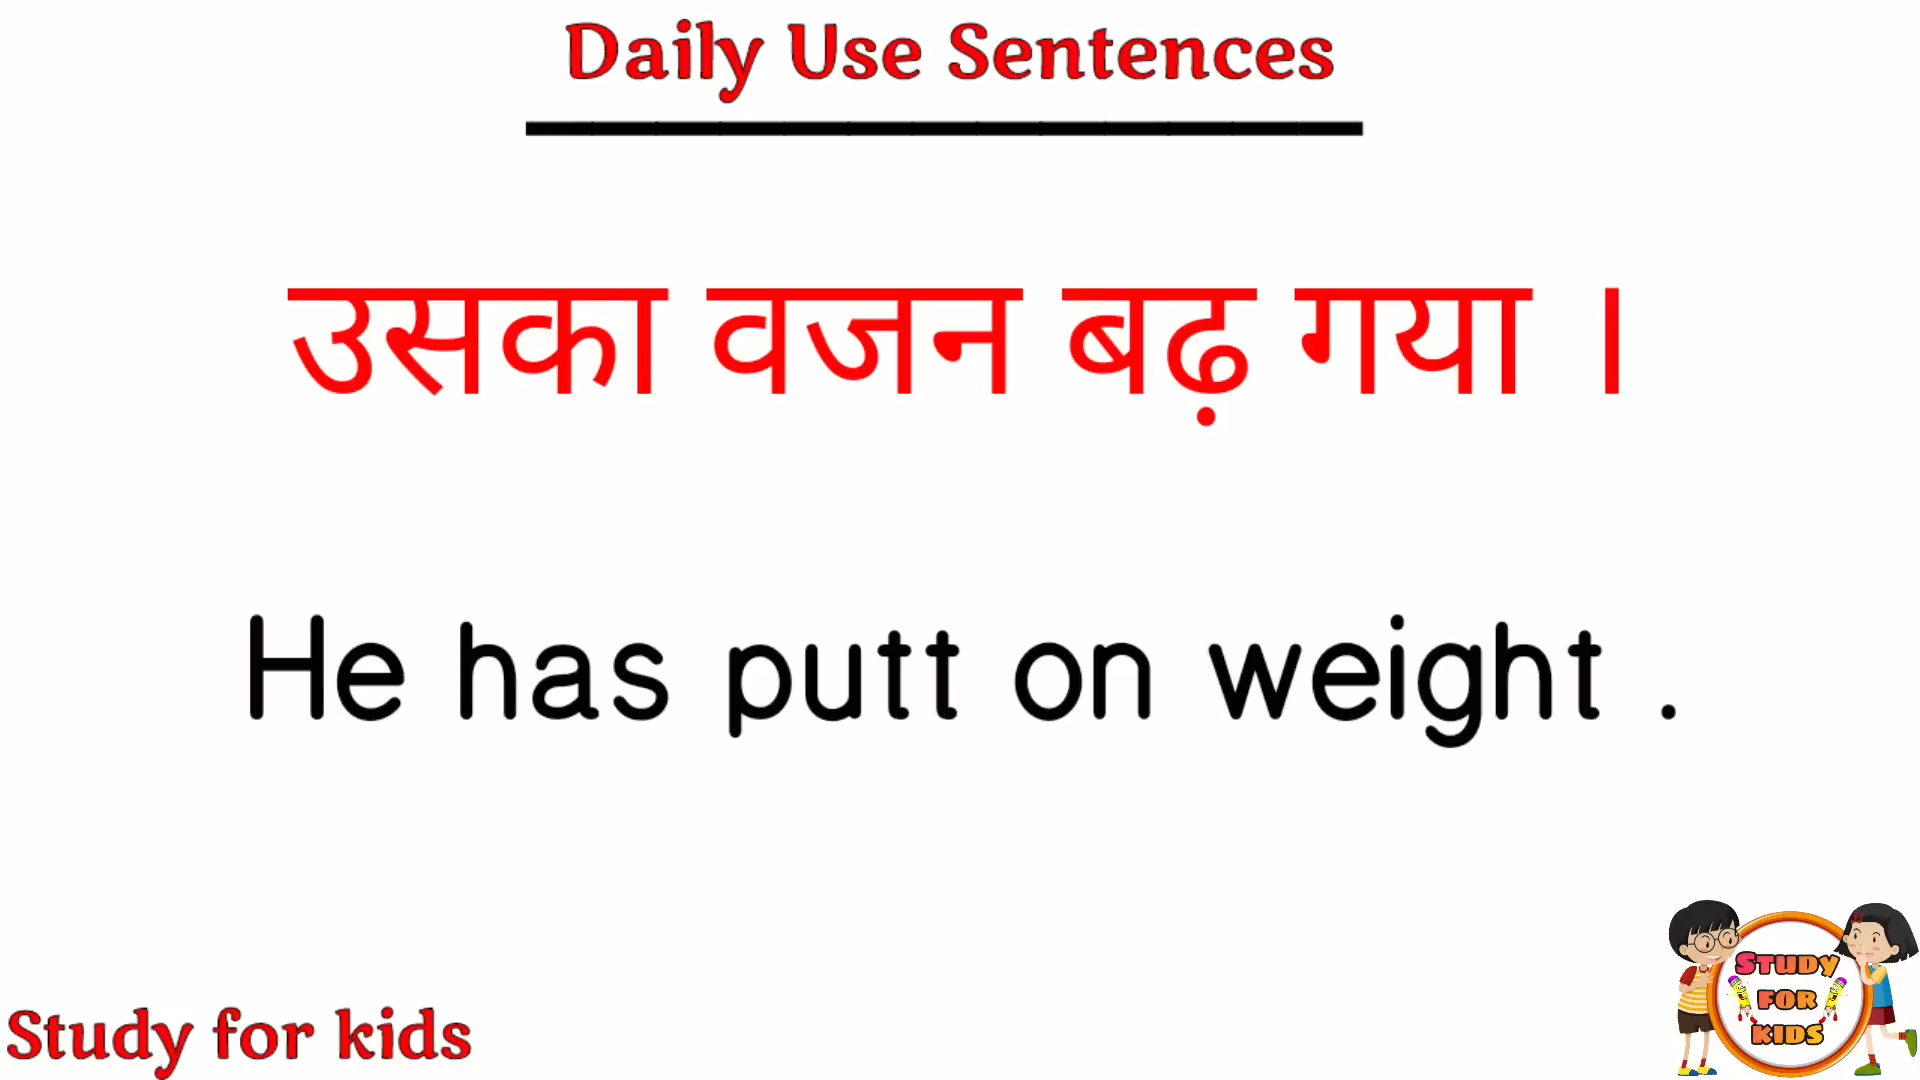 Daily Use Sentences
उसका वजन बढ़ गया ।
He has putt on weight .
Study for kids
STUDY
FOR
KIDS